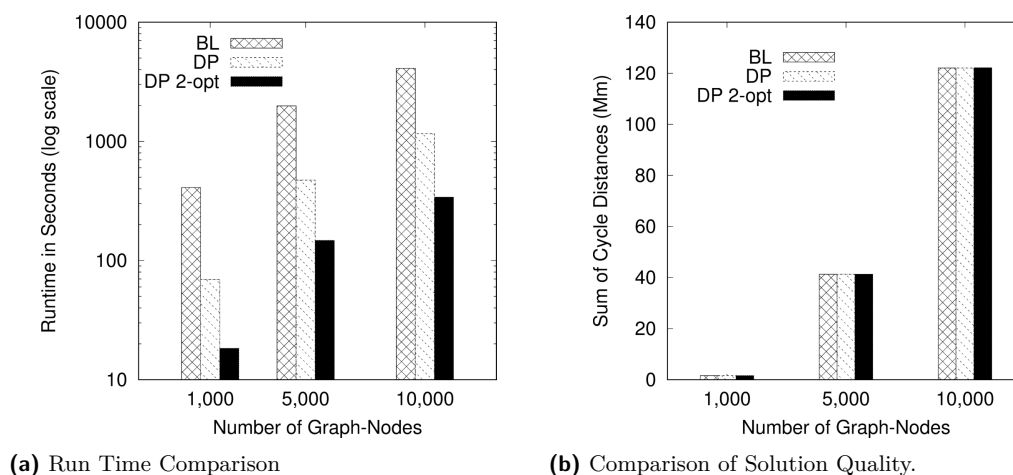 10000
1000
100
10
Runtime in Seconds (log scale)
BL
DP
DP 2-opt
1,000 5,000 10,000
Number of Graph-Nodes
(a) Run Time Comparison
140
120
100
80
60
40
20
0
Sum of Cycle Distances (Mm)
BL
DP
DP 2-opt
1,000 5,000 10,000
Number of Graph-Nodes
(b) Comparison of Solution Quality.